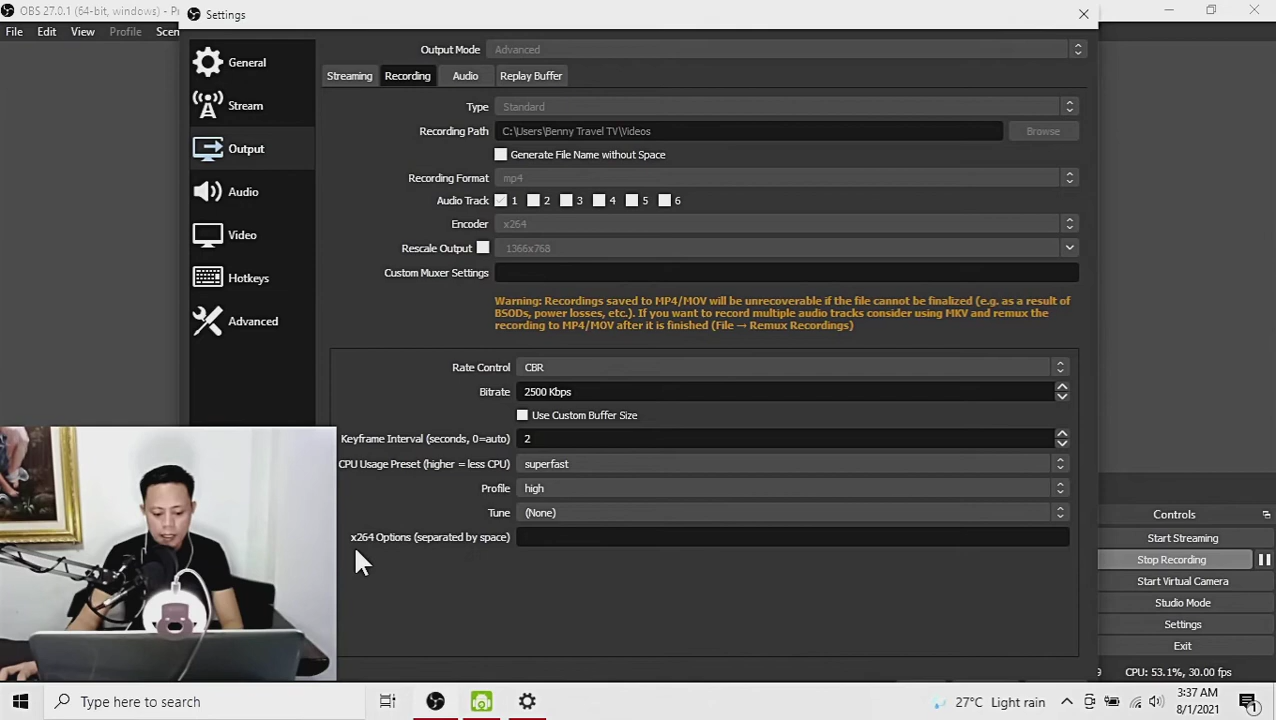 OBS 27.0.1 (64-bit, windows) - Pr
Settings
File Edit View Profile Scen
General
Stream
Output
Audio
Video
Hotkeys
Advanced
Output Mode Advanced
Streaming Recording Audio Replay Buffer
Type Standard
Recording Path C:\Users\Benny Travel TV\Videos Browse
Generate File Name without Space
Recording Format mp4
Audio Track 1 2 3 4 5 6
Encoder x264
Rescale Output 1366x768
Custom Muxer Settings
Warning: Recordings saved to MP4/MOV will be unrecoverable if the file cannot be finalized (e.g. as a result of
BSODs, power losses, etc.). If you want to record multiple audio tracks consider using MKV and remux the
recording to MP4/MOV after it is finished (File → Remux Recordings)
Rate Control CBR
Bitrate 2500 Kbps
Use Custom Buffer Size
Keyframe Interval (seconds, 0=auto) 2
CPU Usage Preset (higher = less CPU) superfast
Profile high
Tune (None)
x264 Options (separated by space)
Controls
Start Streaming
Stop Recording
Start Virtual Camera
Studio Mode
Settings
Exit
9 CPU: 53.1%, 30.00 fps
Type here to search
27°C Light rain
3:37 AM
8/1/2021
1